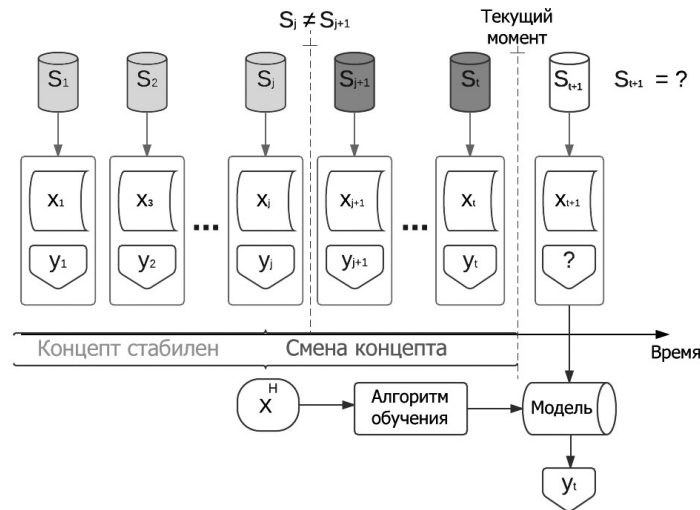 Sj ≠ Sj+1
Текущий
момент
S1
S2
Sj
Sj+1
St
St+1
St+1 = ?
x1
x3
...
xj
xj+1
...
xt
xt+1
y1
y2
yj
yj+1
yt
?
Концепт стабилен
Смена концепта
Время
XH
Алгоритм
обучения
Модель
yt